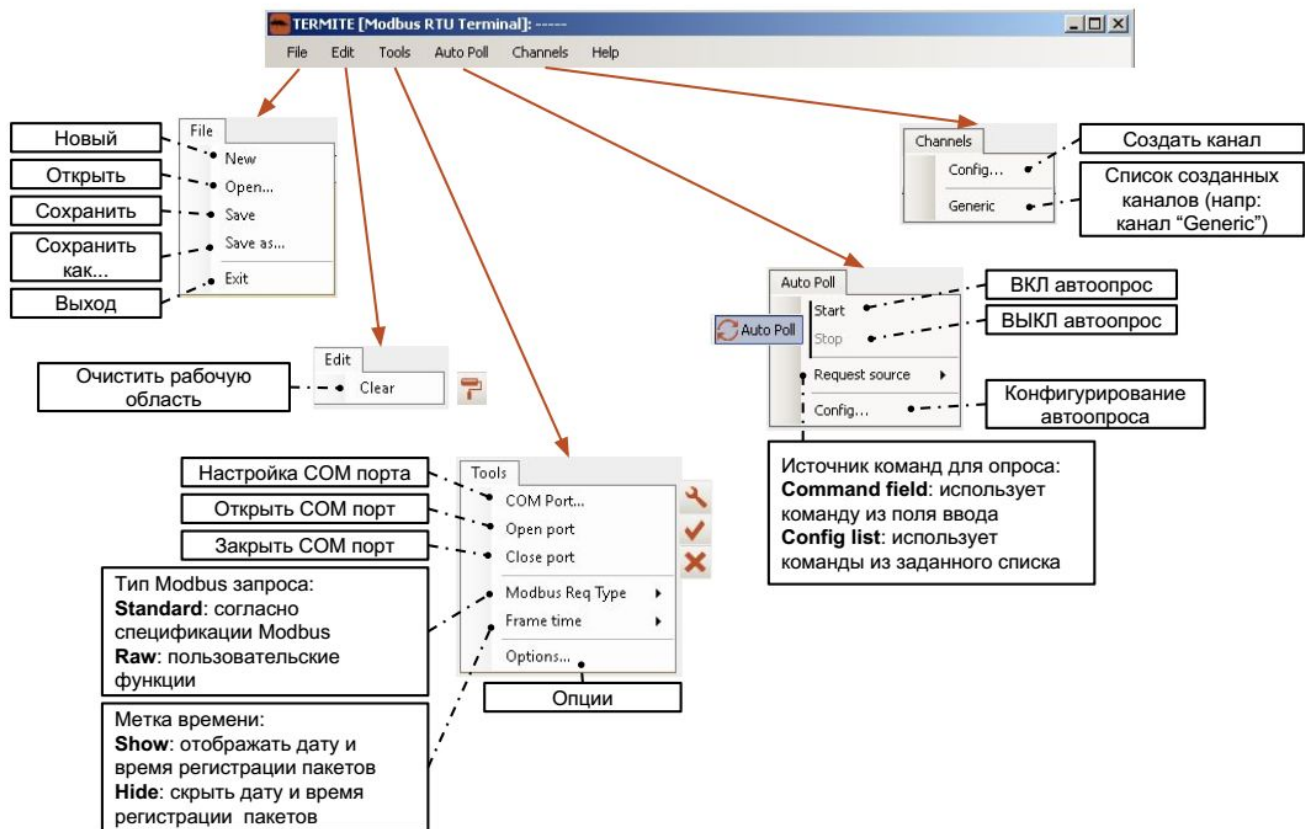 TERMITE [Modbus RTU Terminal]: -----
File Edit Tools Auto Poll Channels Help
Новый
Открыть
Сохранить
Сохранить
как...
Выход
File
New
Open...
Save
Save as...
Exit
Channels
Config...
Generic
Создать канал
Список созданных
каналов (напр:
канал “Generic”)
Auto Poll
Auto Poll
Start
Stop
Request source
Config...
ВКЛ автоопрос
ВЫКЛ автоопрос
Конфигурирование
автоопроса
Источник команд для опроса:
Command field: использует
команду из поля ввода
Config list: использует
команды из заданного списка
Очистить рабочую
область
Edit
Clear
Настройка COM порта
Открыть COM порт
Закрыть COM порт
Tools
COM Port...
Open port
Close port
Modbus Req Type
Frame time
Options...
Опции
Тип Modbus запроса:
Standard: согласно
спецификации Modbus
Raw: пользовательские
функции
Метка времени:
Show: отображать дату и
время регистрации пакетов
Hide: скрыть дату и время
регистрации пакетов